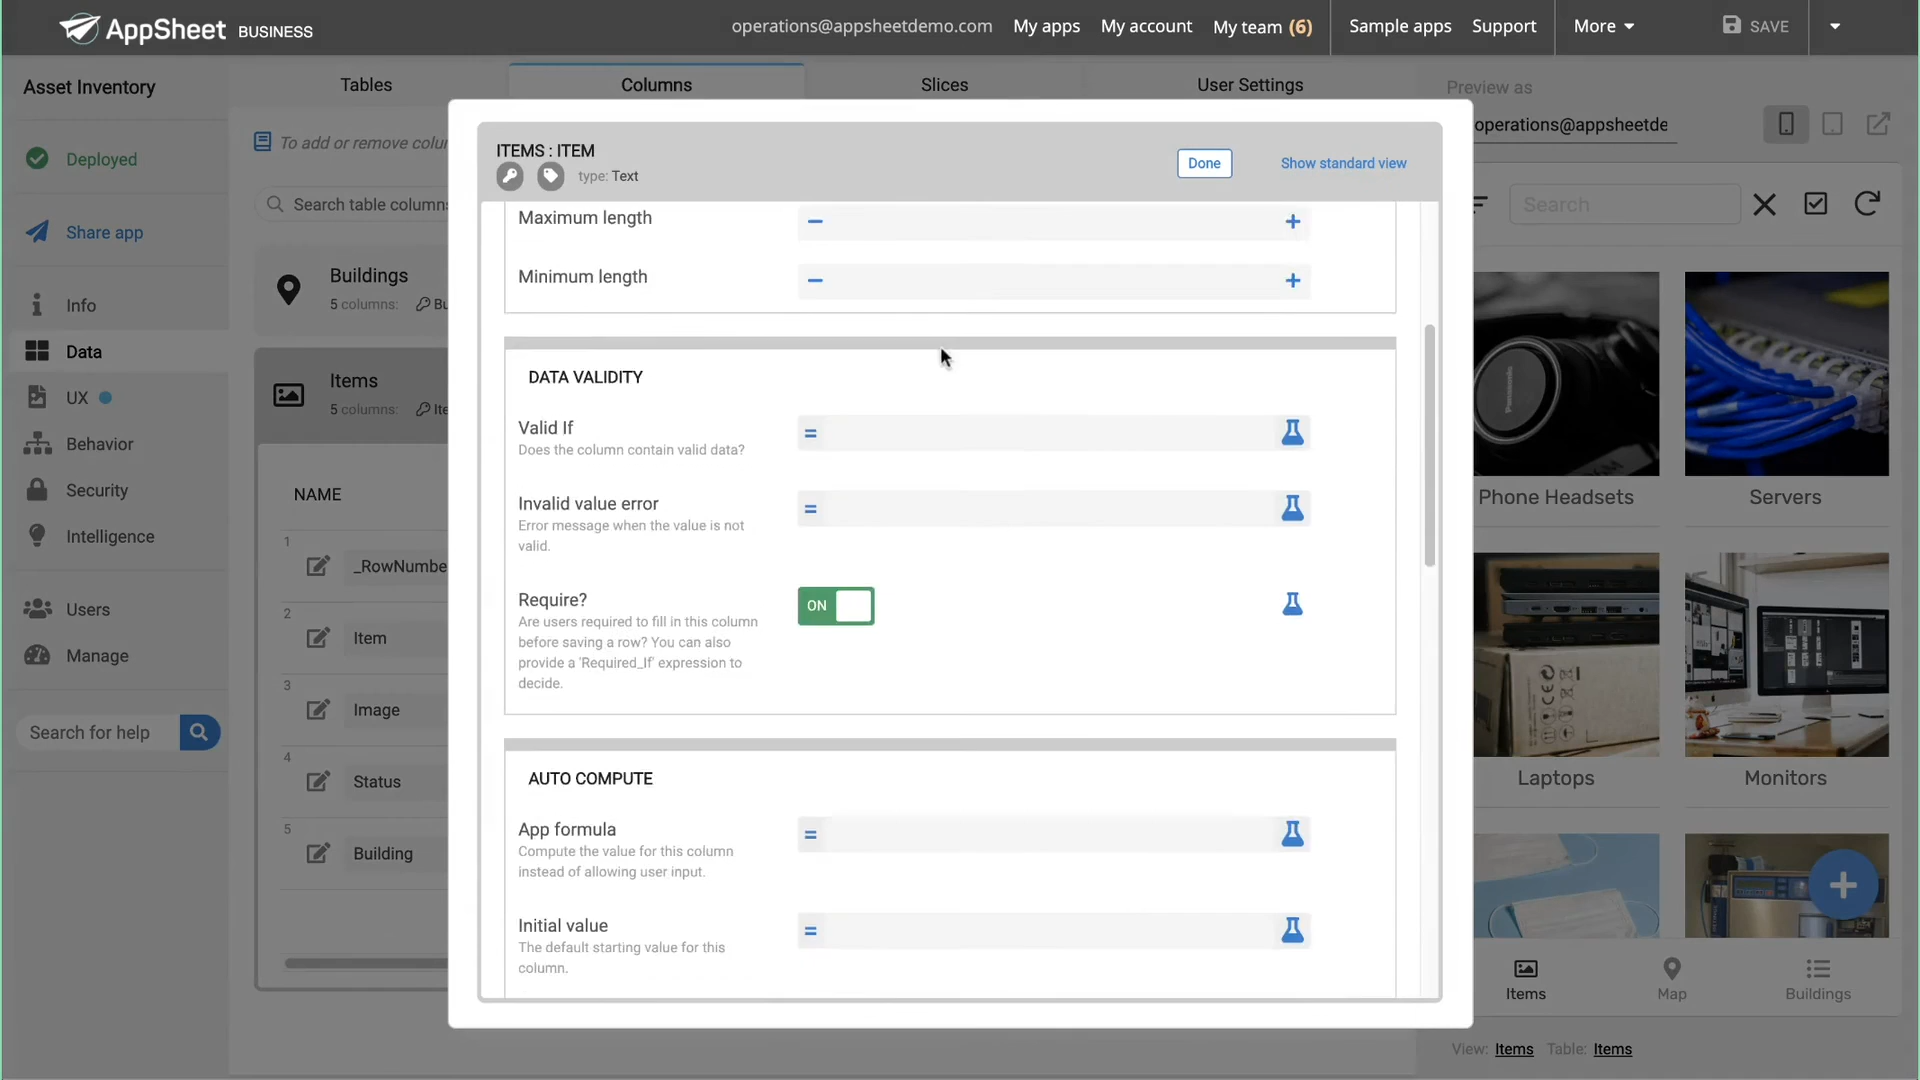 AppSheet BUSINESS
operations@appsheetdemo.com My apps My account My team (6) Sample apps Support More SAVE
Asset Inventory
Tables Columns Slices User Settings
Preview as
operations@appsheetde
Deployed
Share app
Info
Data
UX
Behavior
Security
Intelligence
Users
Manage
Search for help
To add or remove colu
Search table column
Buildings
5 columns: Bu
Items
5 columns: Ite
NAME
1 _RowNumbe
2 Item
3 Image
4 Status
5 Building
ITEMS : ITEM
type: Text
Done
Show standard view
Maximum length
Minimum length
DATA VALIDITY
Valid If
Does the column contain valid data?
=
Invalid value error
Error message when the value is not
valid.
=
Require?
Are users required to fill in this column
before saving a row? You can also
provide a 'Required_If' expression to
decide.
ON
AUTO COMPUTE
App formula
Compute the value for this column
instead of allowing user input.
=
Initial value
The default starting value for this
column.
=
Search
Panasonic
Phone Headsets Servers
Laptops Monitors
Items Map Buildings
View: Items Table: Items